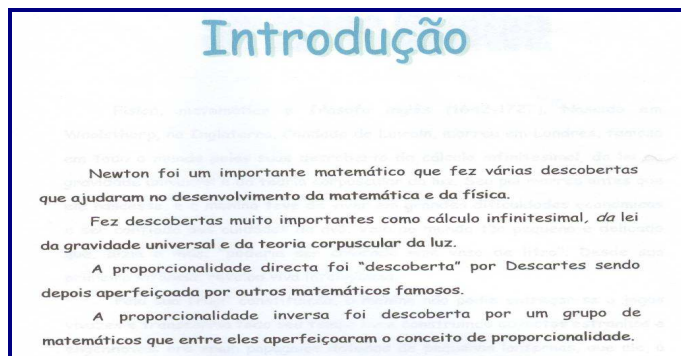 Introdução
Newton foi um importante matemático que fez várias descobertas
que ajudaram no desenvolvimento da matemática e da física.
Fez descobertas muito importantes como cálculo infinitesimal, da lei
da gravidade universal e da teoria corpuscular da luz.
A proporcionalidade directa foi “descoberta” por Descartes sendo
depois aperfeiçoada por outros matemáticos famosos.
A proporcionalidade inversa foi descoberta por um grupo de
matemáticos que entre eles aperfeiçoaram o conceito de proporcionalidade.